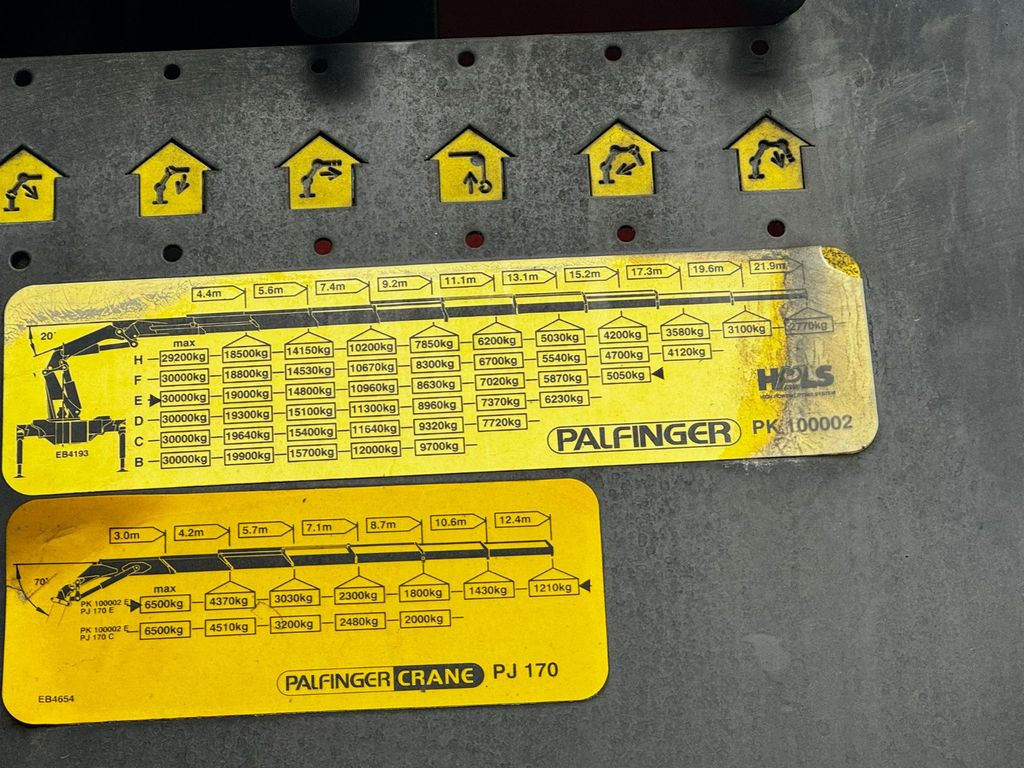 4.4m 5.6m 7.4m 9.2m 11.1m 13.1m 15.2m 17.3m 19.6m 21.9m
20°
max
H 29200kg 18500kg 14150kg 10200kg 7850kg 6200kg 5030kg 4200kg 3580kg 3100kg 2770kg
F 30000kg 18800kg 14530kg 10670kg 8300kg 6700kg 5540kg 4700kg 4120kg
E 30000kg 19000kg 14800kg 10960kg 8630kg 7020kg 5870kg 5050kg
D 30000kg 19300kg 15100kg 11300kg 8960kg 7370kg 6230kg
C 30000kg 19640kg 15400kg 11640kg 9320kg 7720kg
B 30000kg 19900kg 15700kg 12000kg 9700kg
EB4193
HPLS
HIGH POWER LIFTING SYSTEM
PALFINGER PK 100002
3.0m 4.2m 5.7m 7.1m 8.7m 10.6m 12.4m
70°
max
PK 100002 E
PJ 170 E
6500kg 4370kg 3030kg 2300kg 1800kg 1430kg 1210kg
PK 100002 E
PJ 170 C
6500kg 4510kg 3200kg 2480kg 2000kg
PALFINGER CRANE PJ 170
EB4654